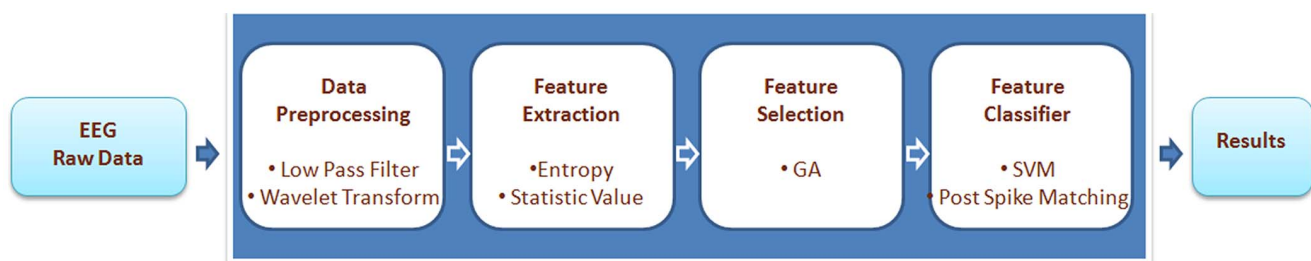 EEG
Raw Data
Data
Preprocessing
• Low Pass Filter
• Wavelet Transform
Feature
Extraction
•Entropy
• Statistic Value
Feature
Selection
• GA
Feature
Classifier
• SVM
• Post Spike Matching
Results